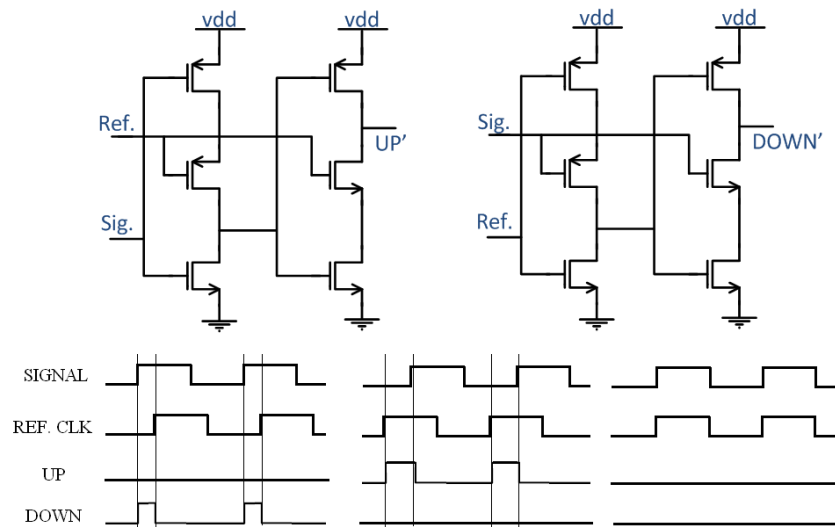 vdd vdd vdd vdd
Ref. UP' Sig. DOWN'
Sig. Ref.
SIGNAL
REF. CLK
UP
DOWN